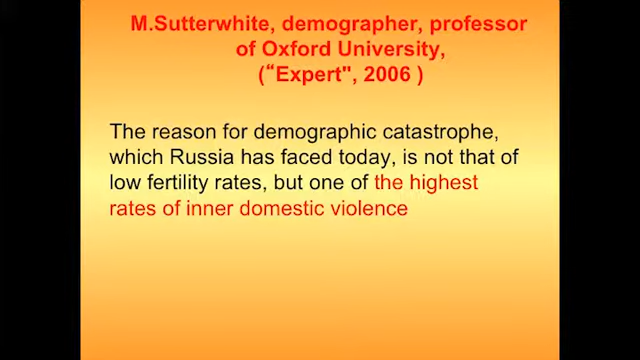 M.Sutterwhite, demographer, professor
of Oxford University,
(“Expert", 2006 )
The reason for demographic catastrophe,
which Russia has faced today, is not that of
low fertility rates, but one of the highest
rates of inner domestic violence